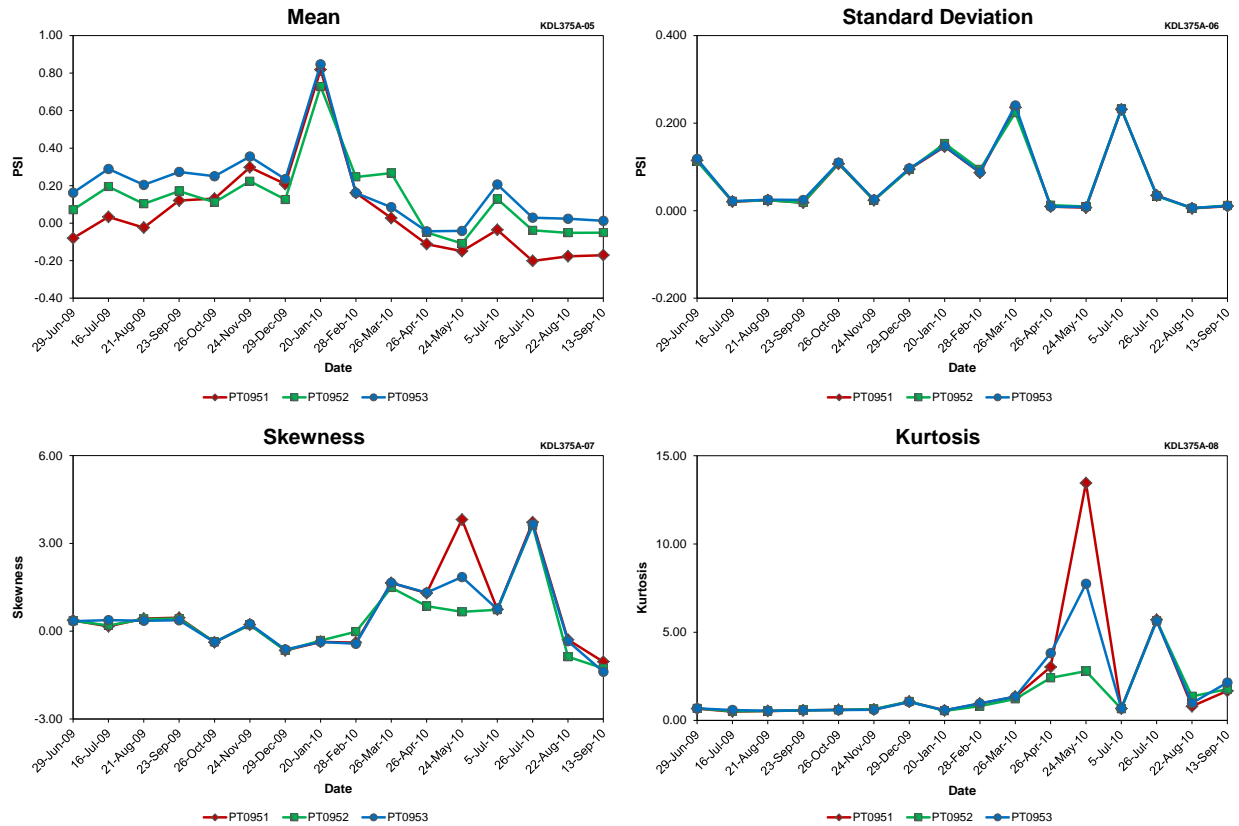 Mean
KDL375A-05
1.00
0.80
0.60
0.40
0.20
0.00
-0.20
-0.40
PSI
29-Jun-09
16-Jul-09
21-Aug-09
23-Sep-09
26-Oct-09
24-Nov-09
29-Dec-09
20-Jan-10
28-Feb-10
26-Mar-10
26-Apr-10
24-May-10
5-Jul-10
26-Jul-10
22-Aug-10
13-Sep-10
Date
PT0951 PT0952 PT0953
Standard Deviation
KDL375A-06
0.400
0.200
0.000
-0.200
PSI
29-Jun-09
16-Jul-09
21-Aug-09
23-Sep-09
26-Oct-09
24-Nov-09
29-Dec-09
20-Jan-10
28-Feb-10
26-Mar-10
26-Apr-10
24-May-10
5-Jul-10
26-Jul-10
22-Aug-10
13-Sep-10
Date
PT0951 PT0952 PT0953
Skewness
KDL375A-07
6.00
3.00
0.00
-3.00
Skewness
29-Jun-09
16-Jul-09
21-Aug-09
23-Sep-09
26-Oct-09
24-Nov-09
29-Dec-09
20-Jan-10
28-Feb-10
26-Mar-10
26-Apr-10
24-May-10
5-Jul-10
26-Jul-10
22-Aug-10
13-Sep-10
Date
PT0951 PT0952 PT0953
Kurtosis
KDL375A-08
15.00
10.00
5.00
0.00
Kurtosis
29-Jun-09
16-Jul-09
21-Aug-09
23-Sep-09
26-Oct-09
24-Nov-09
29-Dec-09
20-Jan-10
28-Feb-10
26-Mar-10
26-Apr-10
24-May-10
5-Jul-10
26-Jul-10
22-Aug-10
13-Sep-10
Date
PT0951 PT0952 PT0953